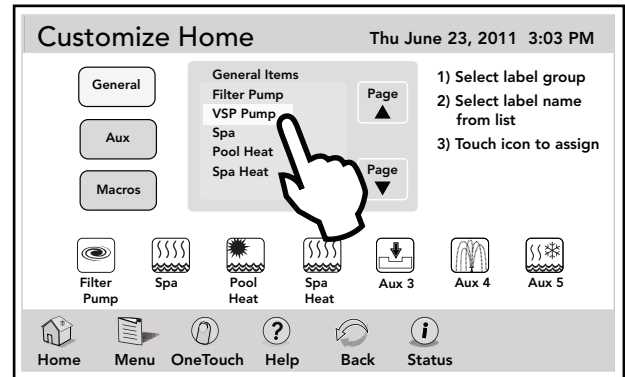 Customize Home
Thu June 23, 2011 3:03 PM
General
Aux
Macros
General Items
Filter Pump
VSP Pump
Spa
Pool Heat
Spa Heat
Page
Page
1) Select label group
2) Select label name
from list
3) Touch icon to assign
Filter
Pump
Spa
Pool
Heat
Spa
Heat
Aux 3
Aux 4
Aux 5
?
i
Home
Menu
OneTouch
Help
Back
Status